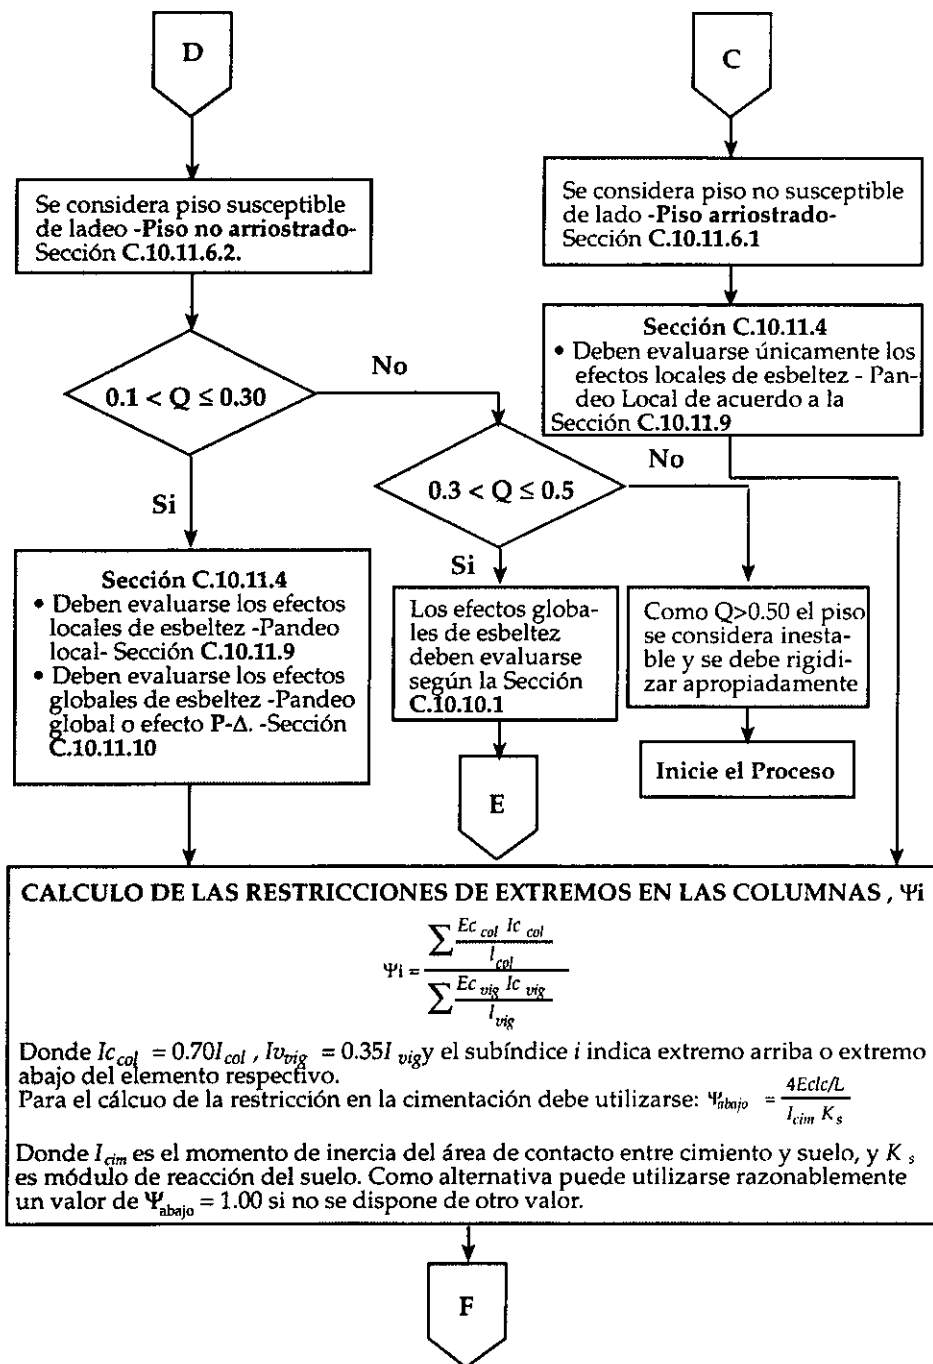 D
C
Se considera piso susceptible
de ladeo -Piso no arriostrado-
Sección C.10.11.6.2.
Se considera piso no susceptible
de lado -Piso arriostrado-
Sección C.10.11.6.1
0.1 < Q ≤ 0.30
No
Sección C.10.11.4
• Deben evaluarse únicamente los
efectos locales de esbeltez - Pan-
deo Local de acuerdo a la
Sección C.10.11.9
Si
0.3 < Q ≤ 0.5
No
Si
Sección C.10.11.4
• Deben evaluarse los efectos
locales de esbeltez -Pandeo
local- Sección C.10.11.9
• Deben evaluarse los efectos
globales de esbeltez -Pandeo
global o efecto P-Δ. -Sección
C.10.11.10
Los efectos globa-
les de esbeltez
deben evaluarse
según la Sección
C.10.10.1
Como Q>0.50 el piso
se considera inesta-
ble y se debe rigidi-
zar apropiadamente
Inicie el Proceso
E
CALCULO DE LAS RESTRICCIONES DE EXTREMOS EN LAS COLUMNAS , Ψi
Ψi = (∑ Ec col Ic col / l col) / (∑ Ec vig Ic vig / l vig)
Donde Ic col = 0.70I col , Iv vig = 0.35I vig y el subíndice i indica extremo arriba o extremo
abajo del elemento respectivo.
Para el cálcuo de la restricción en la cimentación debe utilizarse: Ψabajo = 4EcIc/L / I cim K s
Donde I cim es el momento de inercia del área de contacto entre cimiento y suelo, y K s
es módulo de reacción del suelo. Como alternativa puede utilizarse razonablemente
un valor de Ψabajo = 1.00 si no se dispone de otro valor.
F